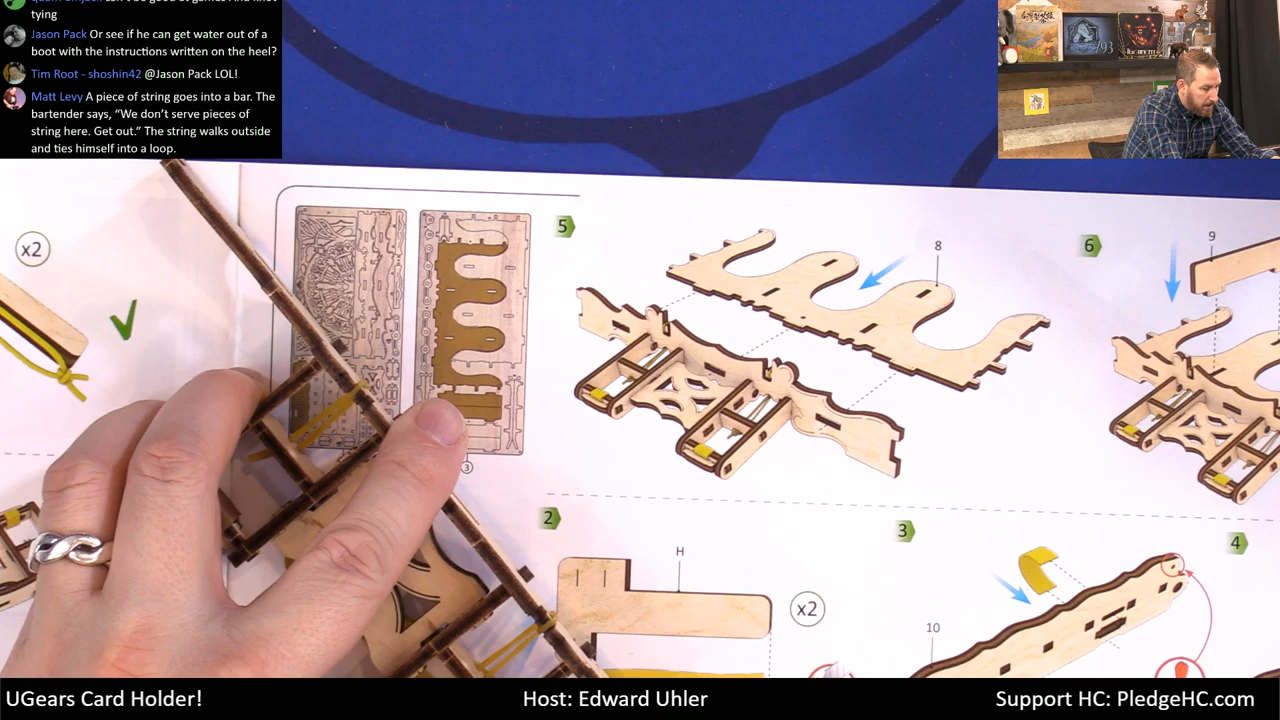 tying
Jason Pack Or see if he can get water out of a
boot with the instructions written on the heel?
Tim Root - shoshin42 @Jason Pack LOL!
Matt Levy A piece of string goes into a bar. The
bartender says, “We don’t serve pieces of
string here. Get out.” The string walks outside
and ties himself into a loop.
x2
3
5
8
6
9
2
H
x2
3
10
4
UGears Card Holder!
Host: Edward Uhler
Support HC: PledgeHC.com